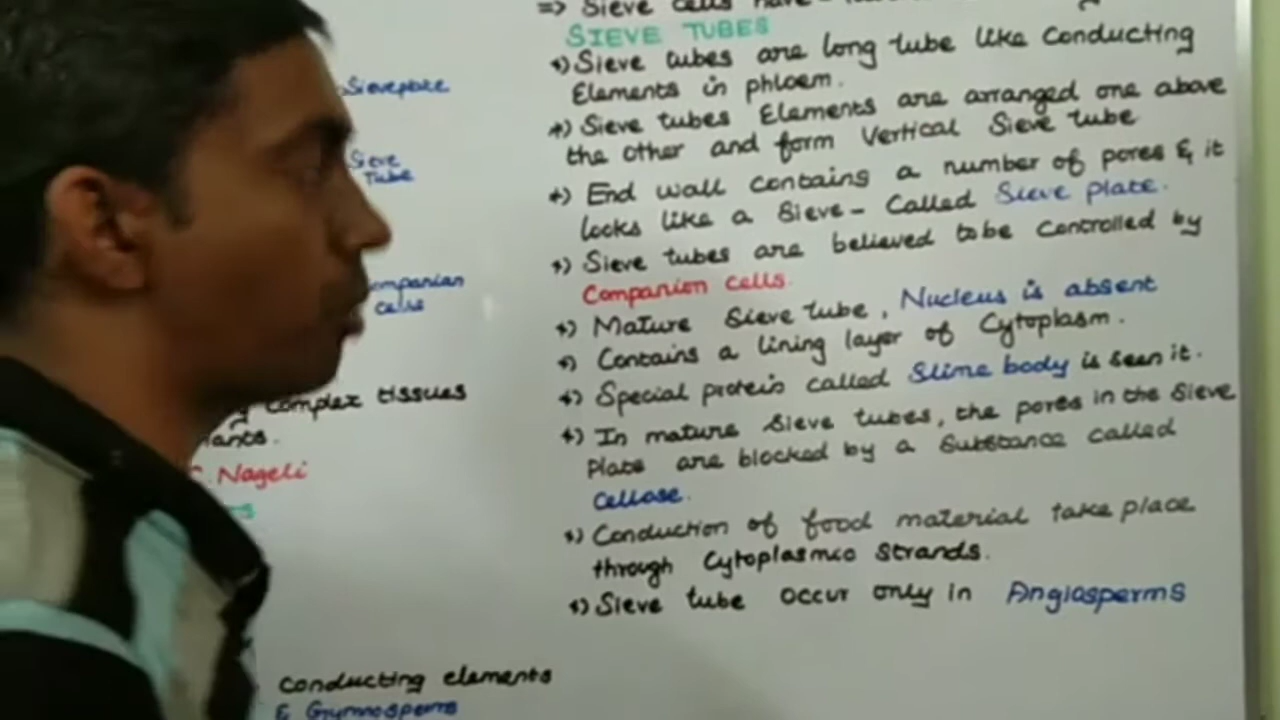 Sieveplate
Sieve
Tube
companian
cells
complex tissues
C. Nageli
Conducting elements
& Gymnosperms
=> Sieve cells have
SIEVE TUBES
*) Sieve tubes are long tube like Conducting
Elements in phloem.
*) Sieve tubes Elements are arranged one above
the other and form Vertical Sieve tube
*) End wall contains a number of pores & it
looks like a Sieve - Called Sieve plate.
*) Sieve tubes are believed to be controlled by
Companion cells.
*) Mature Sieve tube, Nucleus is absent
*) Contains a lining layer of Cytoplasm.
*) Special protein called Slime body is seen it.
*) In mature Sieve tubes, the pores in the Sieve
Plate are blocked by a Substance called
Cellose.
*) Conduction of food material take place
through Cytoplasmic Strands.
*) Sieve tube occur only in Angiosperms